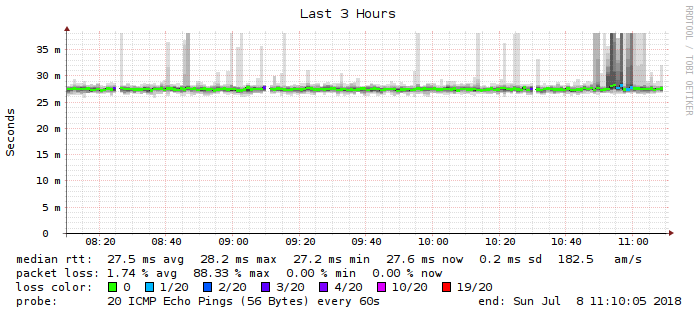 Last 3 Hours
RRDTOOL / TOBI OETIKER
Seconds
35 m
30 m
25 m
20 m
15 m
10 m
5 m
0
08:20 08:40 09:00 09:20 09:40 10:00 10:20 10:40 11:00
median rtt: 27.5 ms avg 28.2 ms max 27.2 ms min 27.6 ms now 0.2 ms sd 182.5 am/s
packet loss: 1.74 % avg 88.33 % max 0.00 % min 0.00 % now
loss color: 0 1/20 2/20 3/20 4/20 10/20 19/20
probe: 20 ICMP Echo Pings (56 Bytes) every 60s end: Sun Jul 8 11:10:05 2018